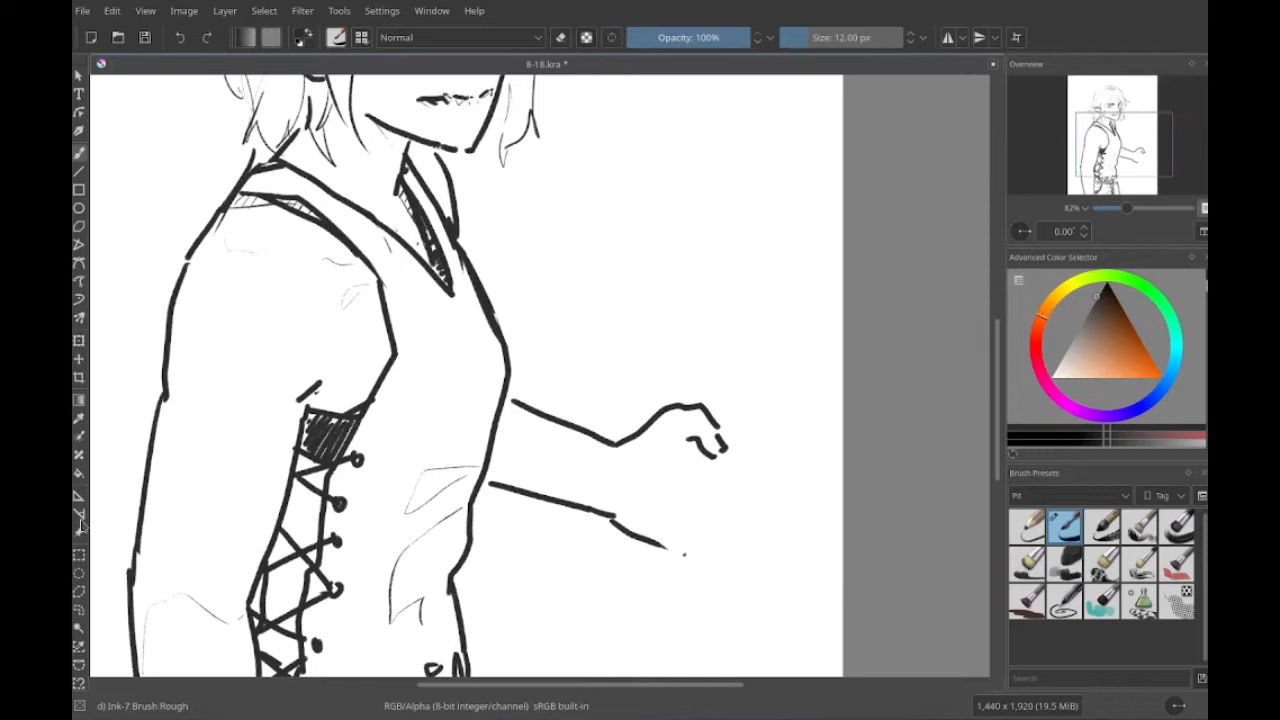 File Edit View Image Layer Select Filter Tools Settings Window Help
Normal Opacity: 100% Size: 12.00 px
8-18.kra *
Overview
82%
0.00°
Advanced Color Selector
Brush Presets
Pit Tag
Search
d) Ink-7 Brush Rough RGB/Alpha (8-bit integer/channel) sRGB built-in 1,440 x 1,920 (19.5 MiB)